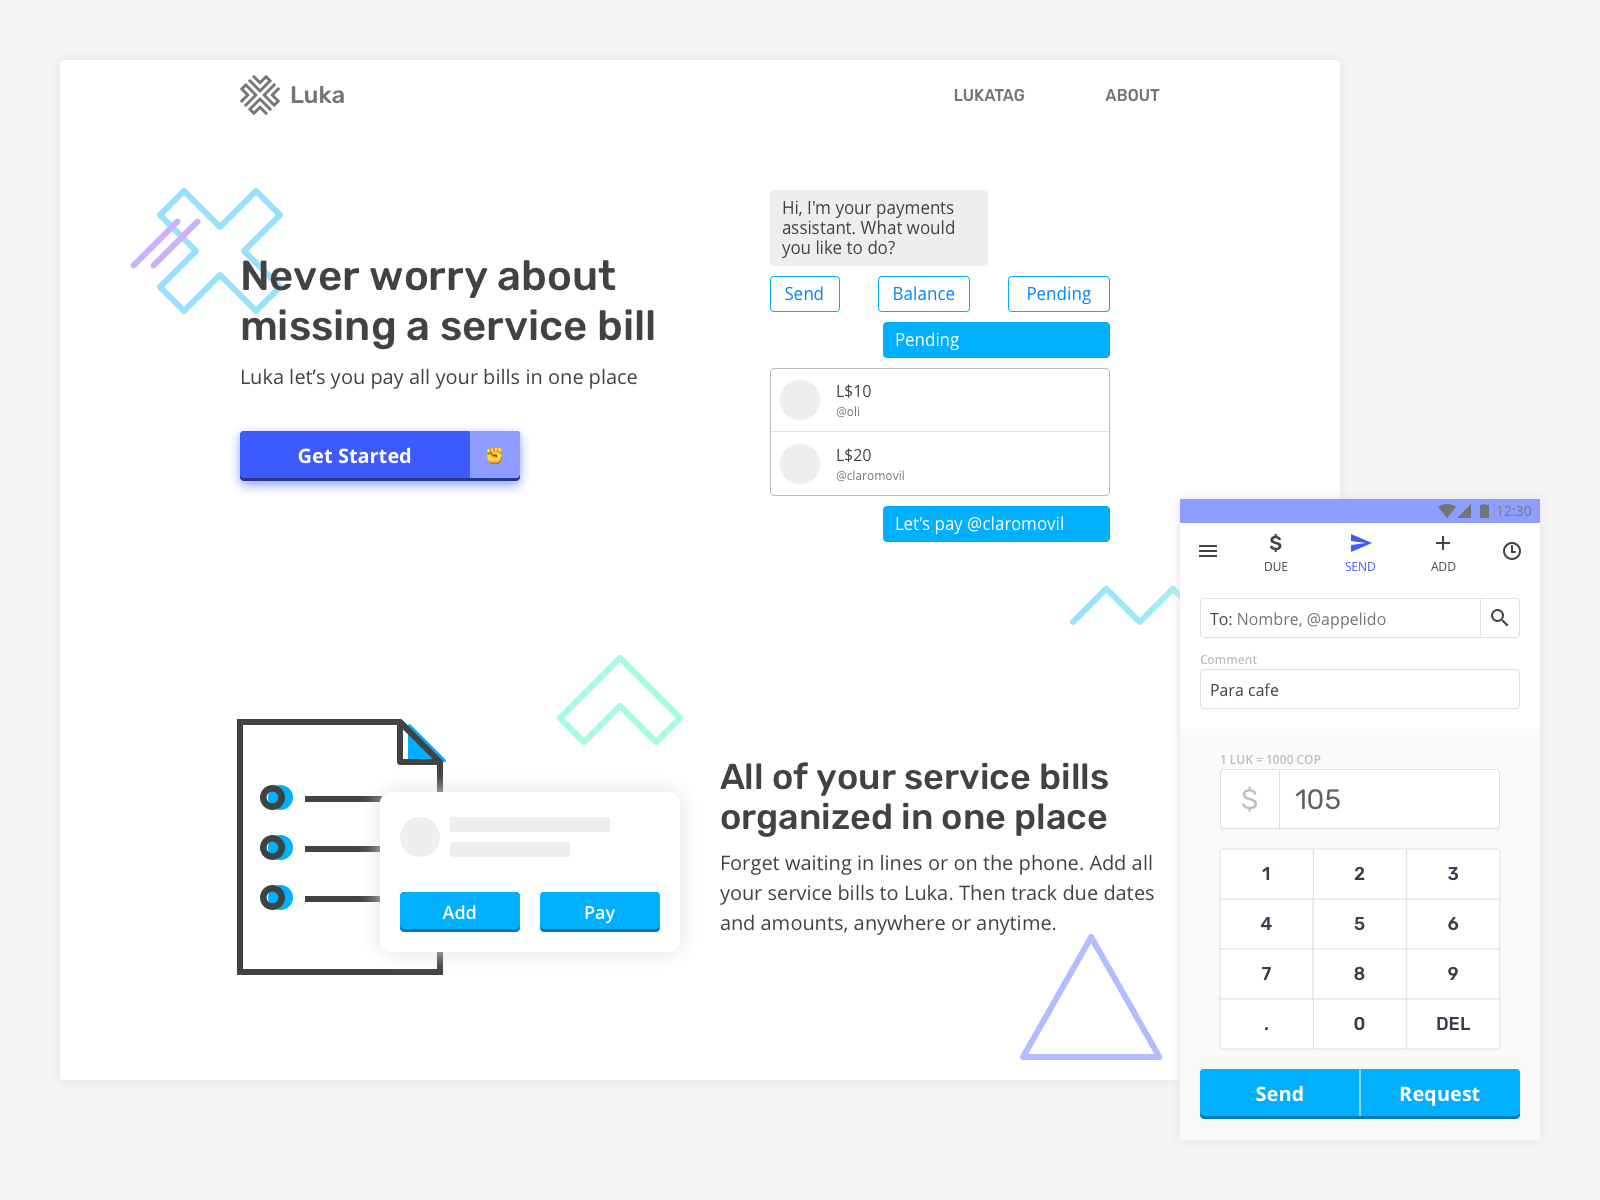 Luka
LUKATAG
ABOUT
Never worry about
missing a service bill
Luka let’s you pay all your bills in one place
Get Started
Hi, I'm your payments
assistant. What would
you like to do?
Send
Balance
Pending
Pending
L$10
@oli
L$20
@claromovil
Let’s pay @claromovil
Add
Pay
All of your service bills
organized in one place
Forget waiting in lines or on the phone. Add all
your service bills to Luka. Then track due dates
and amounts, anywhere or anytime.
12:30
$
DUE
SEND
ADD
To: Nombre, @appelido
Comment
Para cafe
1 LUK = 1000 COP
$ 105
1 2 3
4 5 6
7 8 9
. 0 DEL
Send
Request